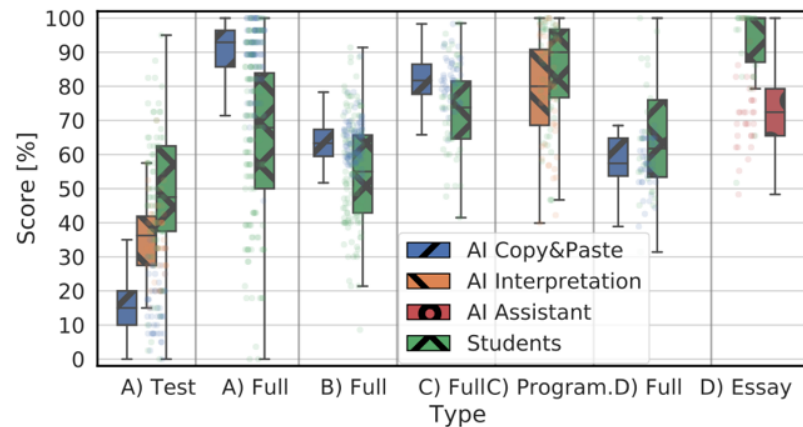 100
90
80
70
60
50
40
30
20
10
0
Score [%]
AI Copy&Paste
AI Interpretation
AI Assistant
Students
A) Test A) Full B) Full C) Full C) Program. D) Full D) Essay
Type